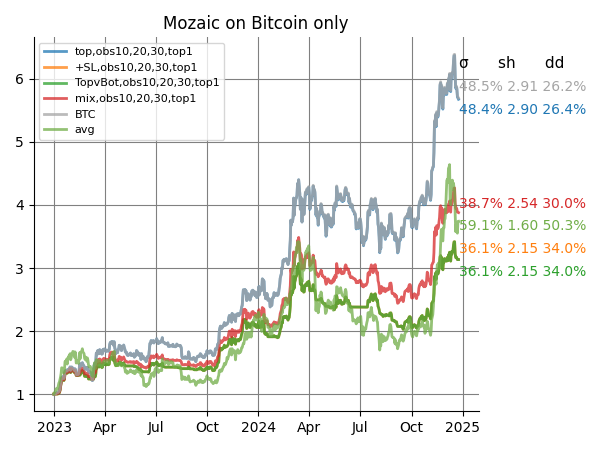 Mozaic on Bitcoin only
top,obs10,20,30,top1
+SL,obs10,20,30,top1
TopvBot,obs10,20,30,top1
mix,obs10,20,30,top1
BTC
avg
σ sh dd
48.5% 2.91 26.2%
48.4% 2.90 26.4%
38.7% 2.54 30.0%
59.1% 1.60 50.3%
36.1% 2.15 34.0%
36.1% 2.15 34.0%
6
5
4
3
2
1
2023 Apr Jul Oct 2024 Apr Jul Oct 2025